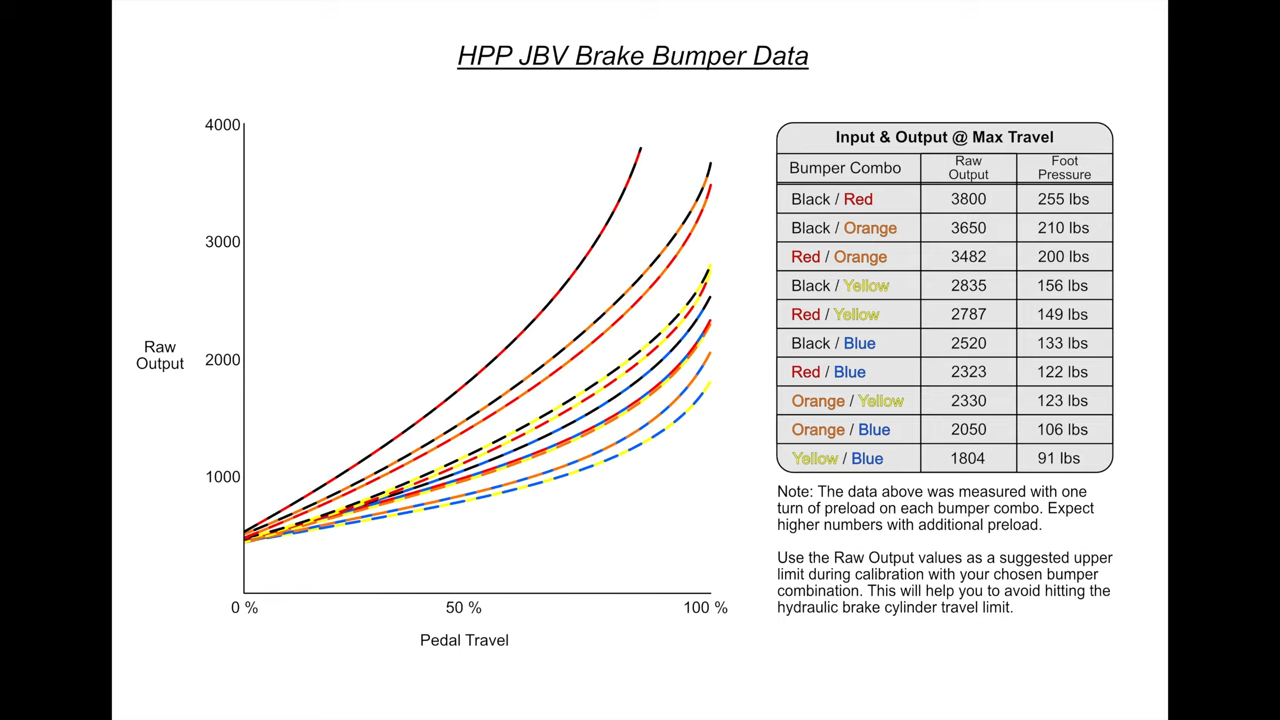 HPP JBV Brake Bumper Data
4000
3000
2000
1000
Raw
Output
0 %
50 %
100 %
Pedal Travel
Input & Output @ Max Travel
Bumper Combo Raw Output Foot Pressure
Black / Red 3800 255 lbs
Black / Orange 3650 210 lbs
Red / Orange 3482 200 lbs
Black / Yellow 2835 156 lbs
Red / Yellow 2787 149 lbs
Black / Blue 2520 133 lbs
Red / Blue 2323 122 lbs
Orange / Yellow 2330 123 lbs
Orange / Blue 2050 106 lbs
Yellow / Blue 1804 91 lbs
Note: The data above was measured with one
turn of preload on each bumper combo. Expect
higher numbers with additional preload.
Use the Raw Output values as a suggested upper
limit during calibration with your chosen bumper
combination. This will help you to avoid hitting the
hydraulic brake cylinder travel limit.